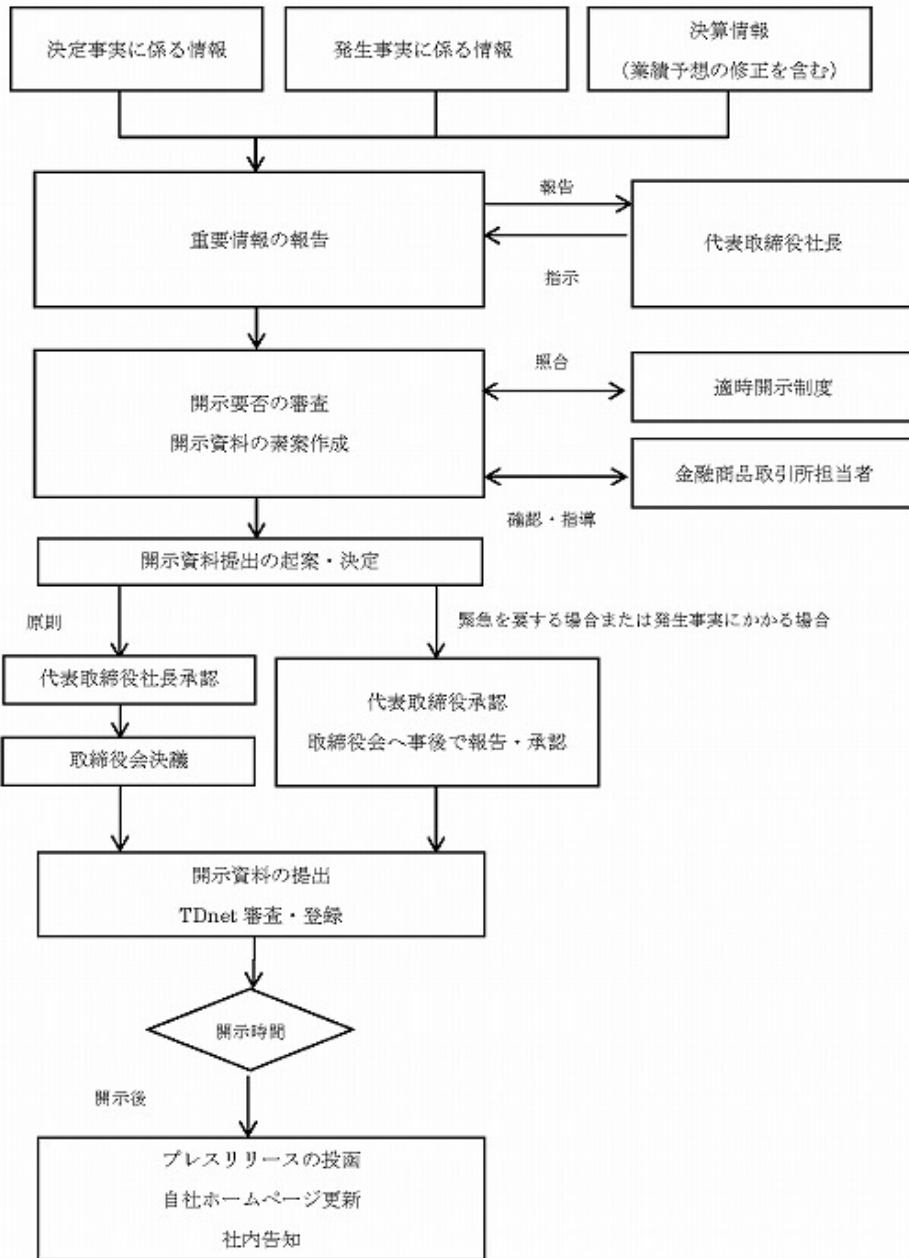 決定事実に係る情報
発生事実に係る情報
決算情報
（業績予想の修正を含む）
重要情報の報告
報告
指示
代表取締役社長
開示要否の審査
開示資料の素案作成
照合
適時開示制度
金融商品取引所担当者
確認・指導
開示資料提出の起案・決定
原則
緊急を要する場合または発生事実にかかる場合
代表取締役社長承認
取締役会決議
代表取締役承認
取締役会へ事後で報告・承認
開示資料の提出
TDnet 審査・登録
開示時間
開示後
プレスリリースの投函
自社ホームページ更新
社内告知